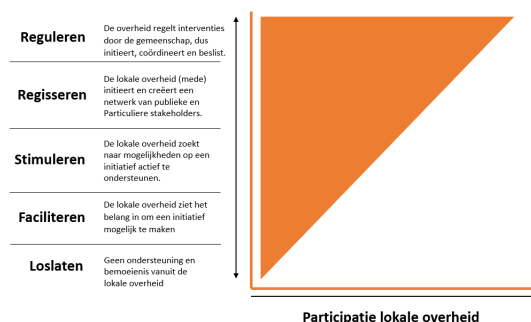 Reguleren
De overheid regelt interventies
door de gemeenschap, dus
initieert, coördineert en beslist.
Regisseren
De lokale overheid (mede)
initieert en creëert een
netwerk van publieke en
Particuliere stakeholders.
Stimuleren
De lokale overheid zoekt
naar mogelijkheden op een
initiatief actief te
ondersteunen.
Faciliteren
De lokale overheid ziet het
belang in om een initiatief
mogelijk te maken
Loslaten
Geen ondersteuning en
bemoeienis vanuit de
lokale overheid
Participatie lokale overheid